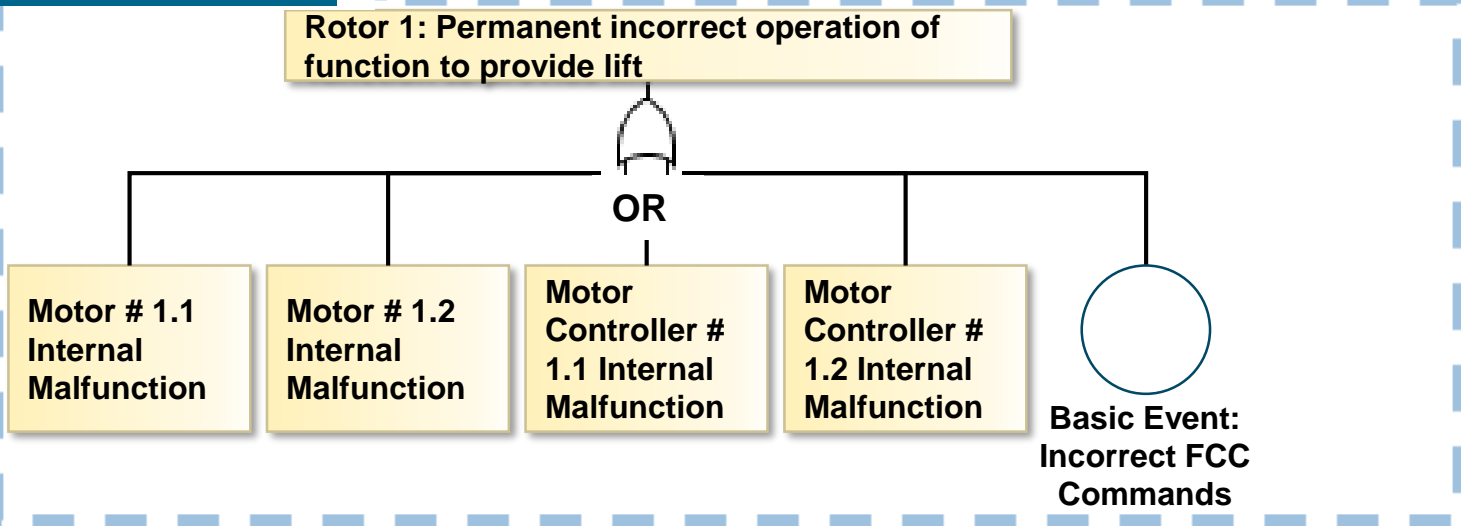 Rotor 1: Permanent incorrect operation of
function to provide lift
OR
Motor # 1.1
Internal
Malfunction
Motor # 1.2
Internal
Malfunction
Motor
Controller #
1.1 Internal
Malfunction
Motor
Controller #
1.2 Internal
Malfunction
Basic Event:
Incorrect FCC
Commands